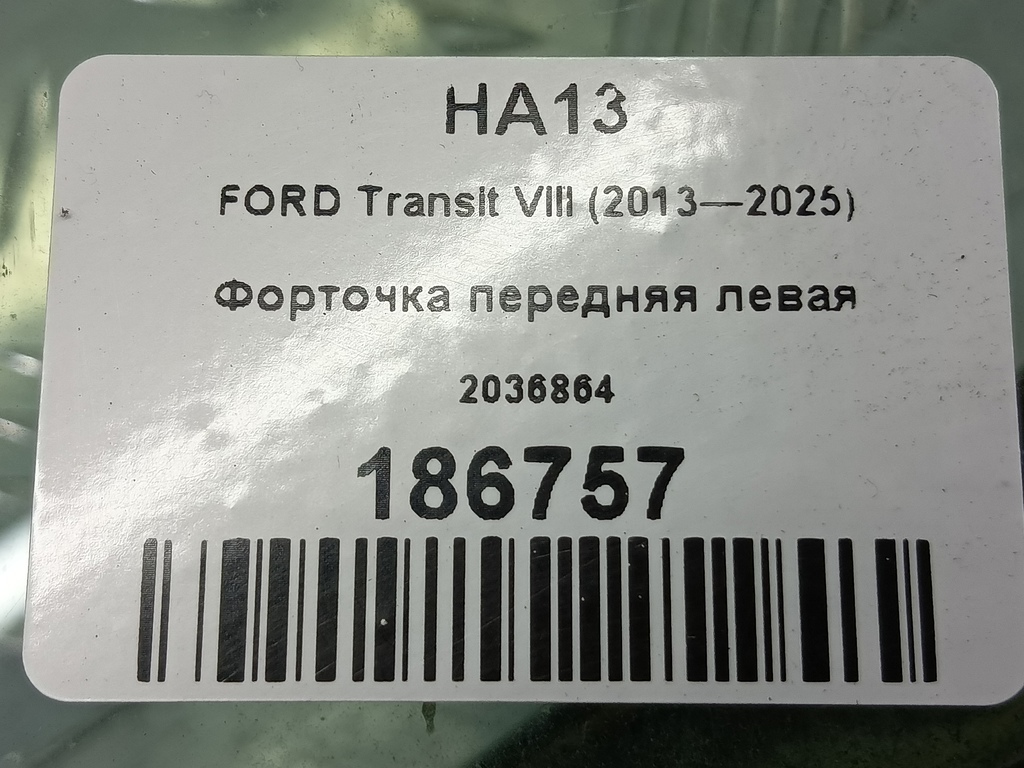 HA13
FORD Transit VIII (2013—2025)
Форточка передняя левая
2036864
186757